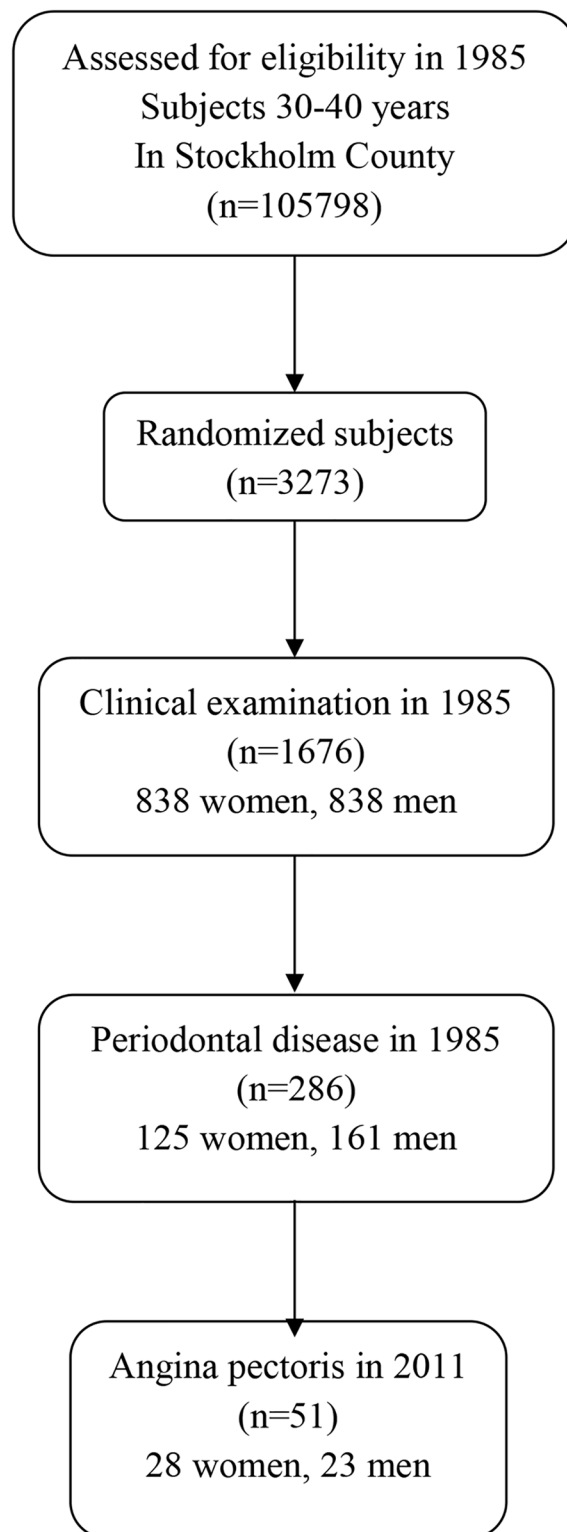 Assessed for eligibility in 1985
Subjects 30-40 years
In Stockholm County
(n=105798)
Randomized subjects
(n=3273)
Clinical examination in 1985
(n=1676)
838 women, 838 men
Periodontal disease in 1985
(n=286)
125 women, 161 men
Angina pectoris in 2011
(n=51)
28 women, 23 men